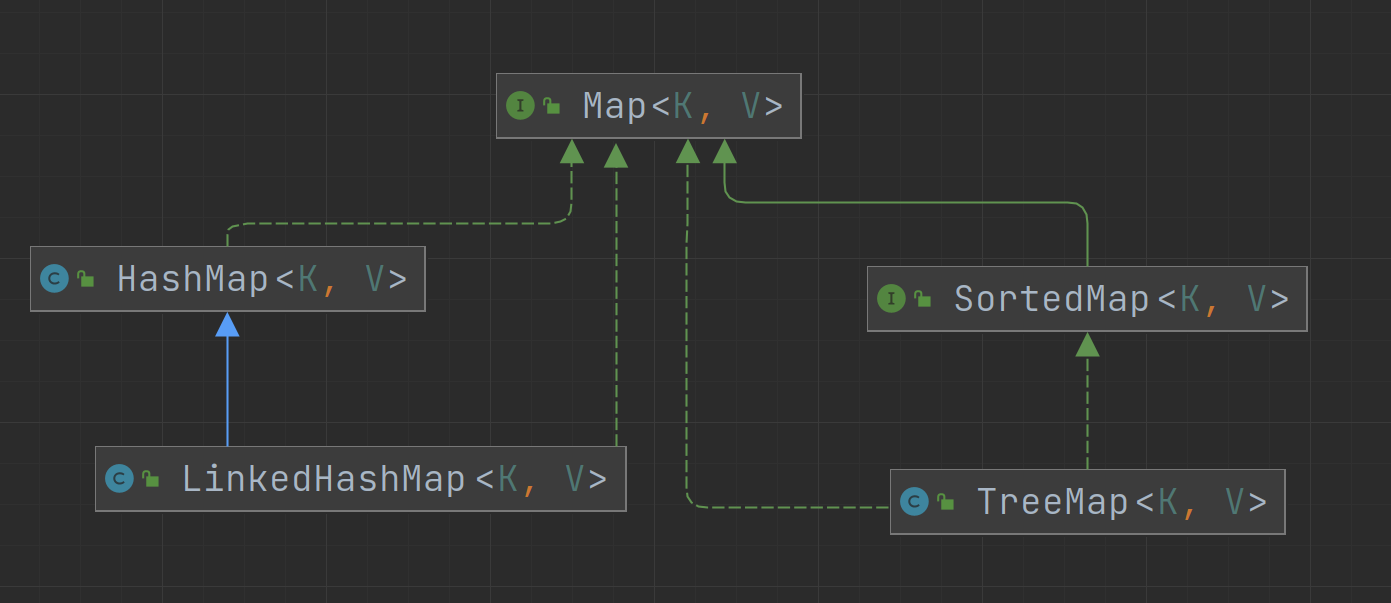 I Map<K, V>
C HashMap<K, V>
I SortedMap<K, V>
C LinkedHashMap<K, V>
C TreeMap<K, V>